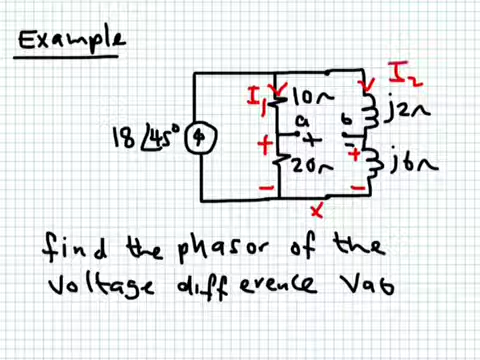 Example
I₁ 10Ω I₂
a b j2Ω
18∠45°
+ - +
+ 20Ω j6Ω
- -
x
find the phasor of the
voltage difference Vab